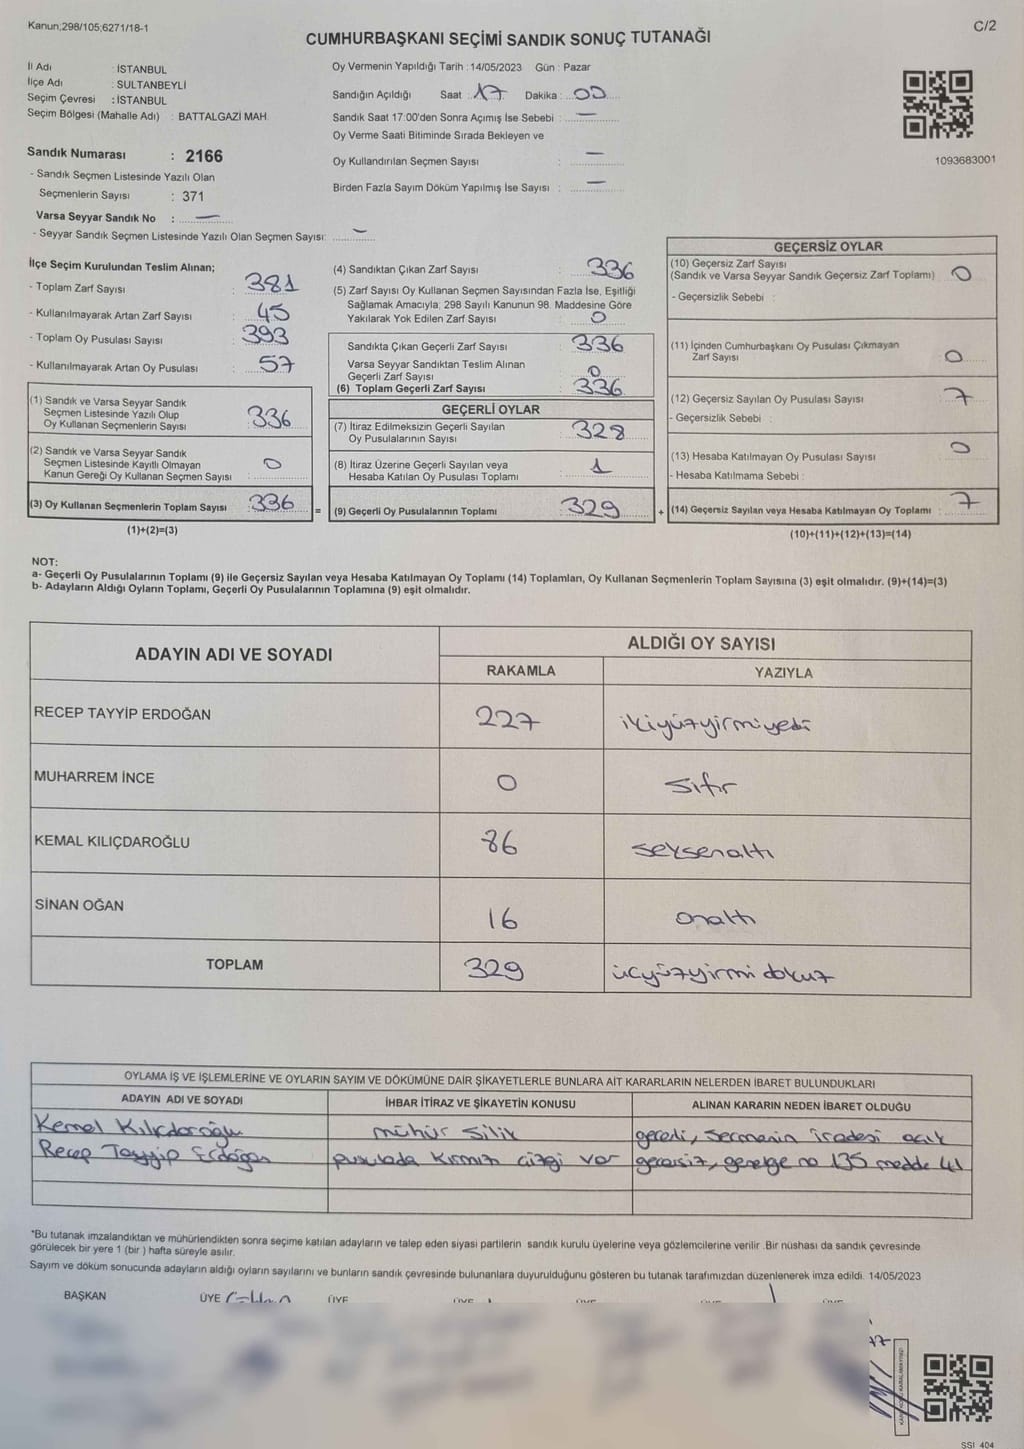 Kanun;298/105;6271/18-1
C/2
CUMHURBAŞKANI SEÇİMİ SANDIK SONUÇ TUTANAĞI
İl Adı : İSTANBUL
İlçe Adı : SULTANBEYLİ
Seçim Çevresi : İSTANBUL
Seçim Bölgesi (Mahalle Adı) : BATTALGAZİ MAH.
Sandık Numarası : 2166
- Sandık Seçmen Listesinde Yazılı Olan
Seçmenlerin Sayısı : 371
Varsa Seyyar Sandık No : —
- Seyyar Sandık Seçmen Listesinde Yazılı Olan Seçmen Sayısı: —
Oy Vermenin Yapıldığı Tarih :14/05/2023 Gün : Pazar
Sandığın Açıldığı Saat : 17 Dakika : 00
Sandık Saat 17:00'den Sonra Açımış İse Sebebi : —
Oy Verme Saati Bitiminde Sırada Bekleyen ve
Oy Kullandırılan Seçmen Sayısı : —
Birden Fazla Sayım Döküm Yapılmış İse Sayısı : —
1093683001
İlçe Seçim Kurulundan Teslim Alınan;
- Toplam Zarf Sayısı : 381
- Kullanılmayarak Artan Zarf Sayısı : 45
- Toplam Oy Pusulası Sayısı : 393
- Kullanılmayarak Artan Oy Pusulası : 57
(1) Sandık ve Varsa Seyyar Sandık
Seçmen Listesinde Yazılı Olup
Oy Kullanan Seçmenlerin Sayısı : 336
(2) Sandık ve Varsa Seyyar Sandık
Seçmen Listesinde Kayıtlı Olmayan
Kanun Gereği Oy Kullanan Seçmen Sayısı : 0
(3) Oy Kullanan Seçmenlerin Toplam Sayısı : 336
(1)+(2)=(3)
=
(4) Sandıktan Çıkan Zarf Sayısı : 336
(5) Zarf Sayısı Oy Kullanan Seçmen Sayısından Fazla İse, Eşitliği
Sağlamak Amacıyla, 298 Sayılı Kanunun 98. Maddesine Göre
Yakılarak Yok Edilen Zarf Sayısı : 0
Sandıkta Çıkan Geçerli Zarf Sayısı : 336
Varsa Seyyar Sandıktan Teslim Alınan
Geçerli Zarf Sayısı : 0
(6) Toplam Geçerli Zarf Sayısı : 336
GEÇERLİ OYLAR
(7) İtiraz Edilmeksizin Geçerli Sayılan
Oy Pusulalarının Sayısı : 328
(8) İtiraz Üzerine Geçerli Sayılan veya
Hesaba Katılan Oy Pusulası Toplamı : 1
(9) Geçerli Oy Pusulalarının Toplamı : 329
+
GEÇERSİZ OYLAR
(10) Geçersiz Zarf Sayısı
(Sandık ve Varsa Seyyar Sandık Geçersiz Zarf Toplamı) : 0
- Geçersizlik Sebebi :
(11) İçinden Cumhurbaşkanı Oy Pusulası Çıkmayan
Zarf Sayısı : 0
(12) Geçersiz Sayılan Oy Pusulası Sayısı : 7
- Geçersizlik Sebebi :
(13) Hesaba Katılmayan Oy Pusulası Sayısı : 0
- Hesaba Katılmama Sebebi :
(14) Geçersiz Sayılan veya Hesaba Katılmayan Oy Toplamı : 7
(10)+(11)+(12)+(13)=(14)
NOT:
a- Geçerli Oy Pusulalarının Toplamı (9) ile Geçersiz Sayılan veya Hesaba Katılmayan Oy Toplamı (14) Toplamları, Oy Kullanan Seçmenlerin Toplam Sayısına (3) eşit olmalıdır. (9)+(14)=(3)
b- Adayların Aldığı Oyların Toplamı, Geçerli Oy Pusulalarının Toplamına (9) eşit olmalıdır.
ADAYIN ADI VE SOYADI
ALDIĞI OY SAYISI
RAKAMLA YAZIYLA
RECEP TAYYİP ERDOĞAN 227 ikiyüzyirmiyedi
MUHARREM İNCE 0 sıfır
KEMAL KILIÇDAROĞLU 86 seksenaltı
SİNAN OĞAN 16 onaltı
TOPLAM 329 üçyüzyirmi dokuz
OYLAMA İŞ VE İŞLEMLERİNE VE OYLARIN SAYIM VE DÖKÜMÜNE DAİR ŞİKAYETLERLE BUNLARA AİT KARARLARIN NELERDEN İBARET BULUNDUKLARI
ADAYIN ADI VE SOYADI İHBAR İTİRAZ VE ŞİKAYETİN KONUSU ALINAN KARARIN NEDEN İBARET OLDUĞU
Kemal Kılıçdaroğlu mühür silik geçerli, seçmenin iradesi açık
Recep Tayyip Erdoğan pusulada kırmızı çizgi var geçersiz, genelge no 135 madde 41
*Bu tutanak imzalandıktan ve mühürlendikten sonra seçime katılan adayların ve talep eden siyasi partilerin sandık kurulu üyelerine veya gözlemcilerine verilir .Bir nüshası da sandık çevresinde
görülecek bir yere 1 (bir ) hafta süreyle asılır.
Sayım ve döküm sonucunda adayların aldığı oyların sayılarını ve bunların sandık çevresinde bulunanlara duyurulduğunu gösteren bu tutanak tarafımızdan düzenlenerek imza edildi. 14/05/2023
BAŞKAN ÜYE ÜYE ÜYE ÜYE ÜYE ÜYE
SSI 404